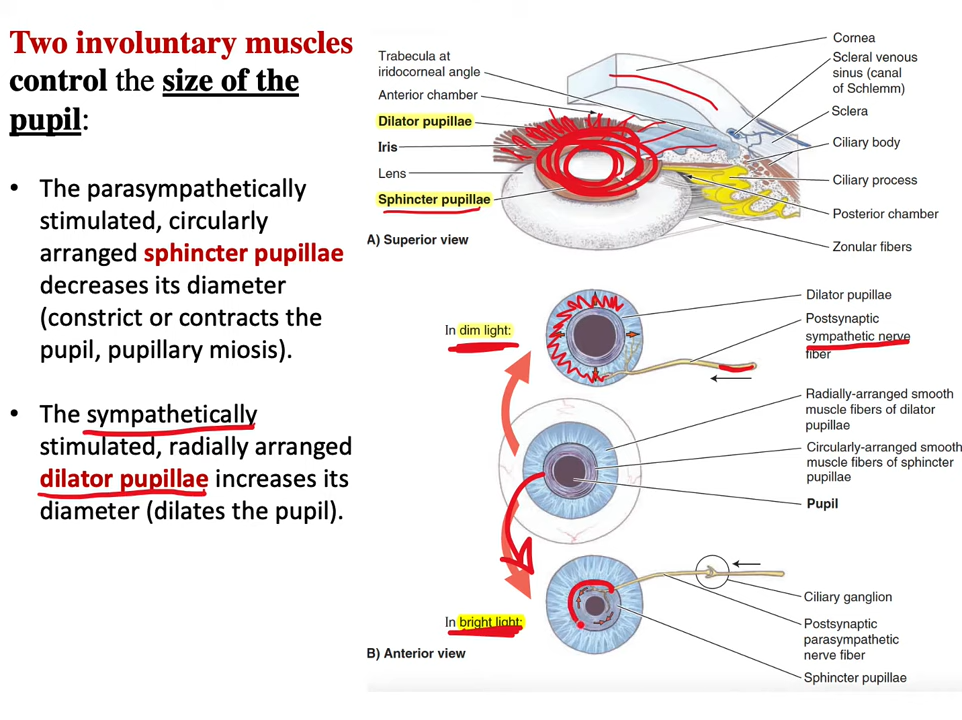 Two involuntary muscles
control the size of the
pupil:
• The parasympathetically
stimulated, circularly
arranged sphincter pupillae
decreases its diameter
(constrict or contracts the
pupil, pupillary miosis).
• The sympathetically
stimulated, radially arranged
dilator pupillae increases its
diameter (dilates the pupil).
Trabecula at
iridocorneal angle
Anterior chamber
Dilator pupillae
Iris
Lens
Sphincter pupillae
A) Superior view
Cornea
Scleral venous
sinus (canal
of Schlemm)
Sclera
Ciliary body
Ciliary process
Posterior chamber
Zonular fibers
In dim light:
Dilator pupillae
Postsynaptic
sympathetic nerve
fiber
Radially-arranged smooth
muscle fibers of dilator
pupillae
Circularly-arranged smooth
muscle fibers of sphincter
pupillae
Pupil
In bright light:
B) Anterior view
Ciliary ganglion
Postsynaptic
parasympathetic
nerve fiber
Sphincter pupillae